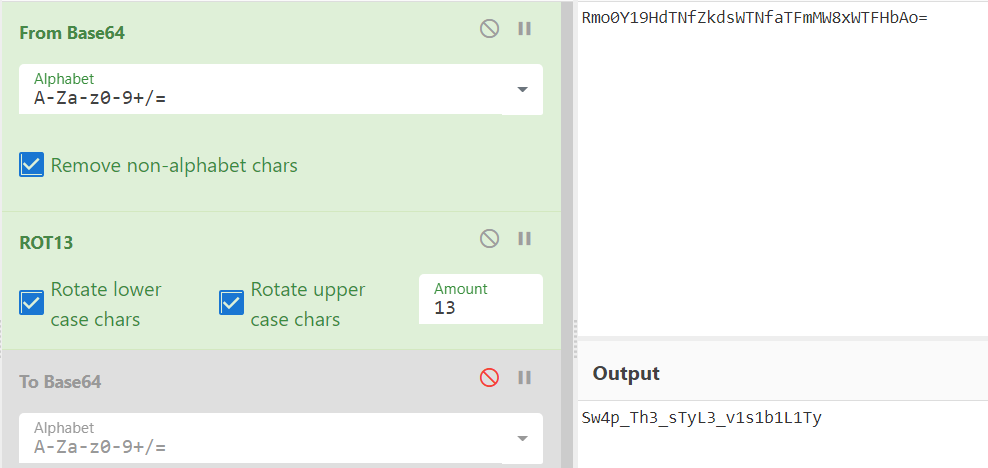 From Base64
Alphabet
A-Za-z0-9+/=
Remove non-alphabet chars
ROT13
Rotate lower case chars
Rotate upper case chars
Amount
13
To Base64
Alphabet
A-Za-z0-9+/=
Rmo0Y19HdTNfZkdsWTNfaTFmMW8xWTFHbAo=
Output
Sw4p_Th3_sTyL3_v1s1b1L1Ty